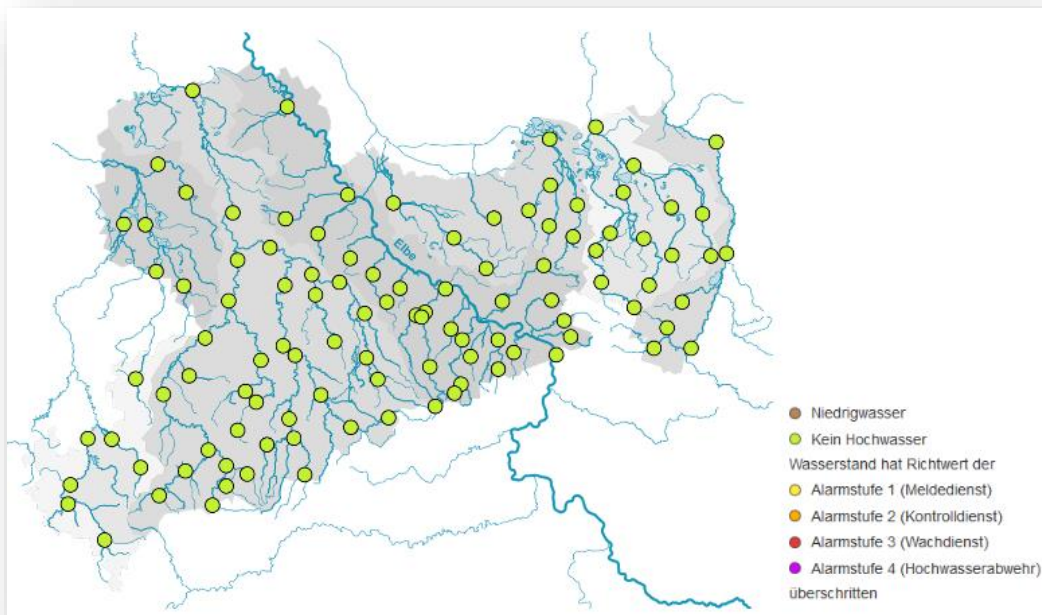 Elbe
Niedrigwasser
Kein Hochwasser
Wasserstand hat Richtwert der
Alarmstufe 1 (Meldedienst)
Alarmstufe 2 (Kontrolldienst)
Alarmstufe 3 (Wachdienst)
Alarmstufe 4 (Hochwasserabwehr)
überschritten